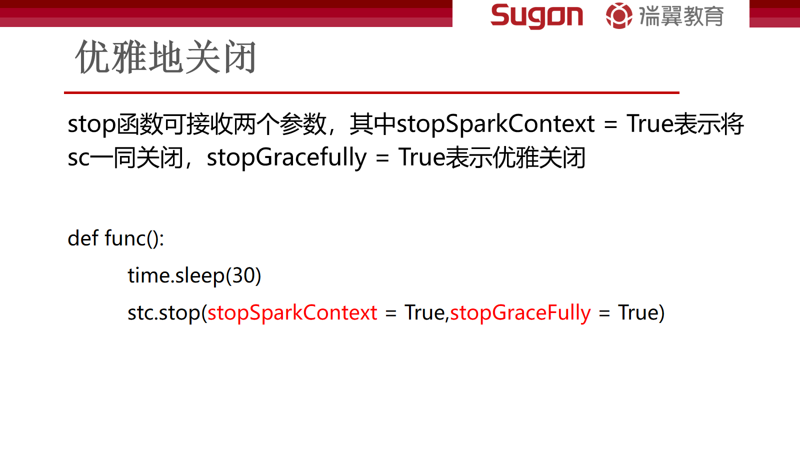 Sugon 瑞翼教育
优雅地关闭
stop函数可接收两个参数，其中stopSparkContext = True表示将
sc一同关闭，stopGracefully = True表示优雅关闭
def func():
time.sleep(30)
stc.stop(stopSparkContext = True,stopGraceFully = True)